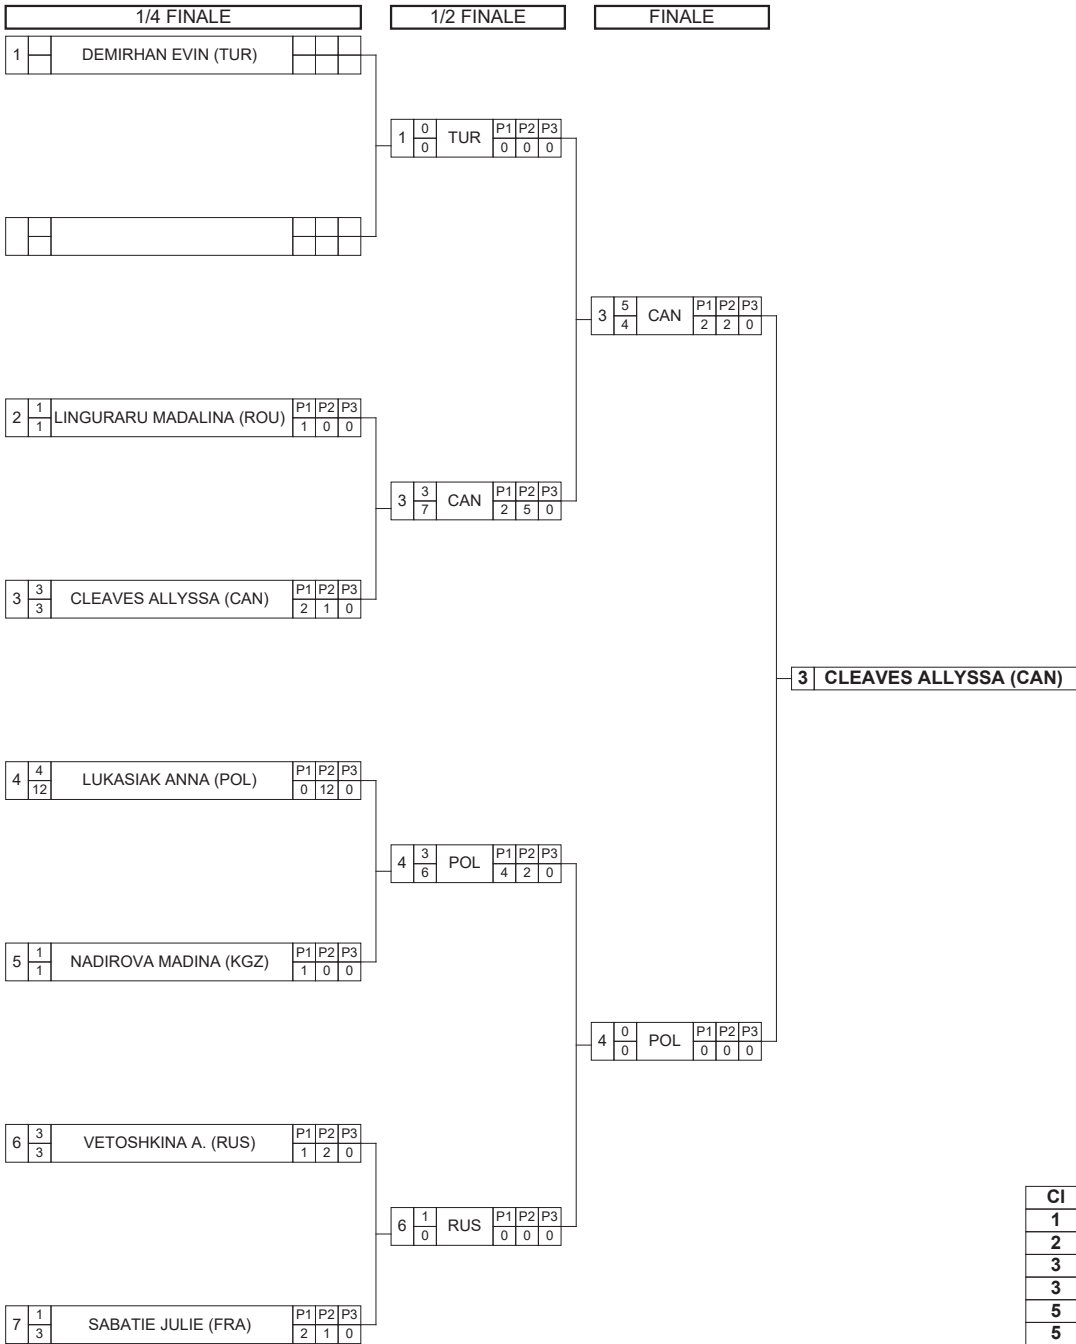 1/4 FINALE 1/2 FINALE FINALE
1 DEMIRHAN EVIN (TUR)
0 P1 P2 P3
1 TUR
0 0 0 0
5 P1 P2 P3
3 CAN
4 2 2 0
1 P1 P2 P3
2 LINGURARU MADALINA (ROU)
1 1 0 0
3 P1 P2 P3
3 CAN
7 2 5 0
3 P1 P2 P3
3 CLEAVES ALLYSSA (CAN)
3 2 1 0
3 CLEAVES ALLYSSA (CAN)
4 P1 P2 P3
4 LUKASIAK ANNA (POL)
12 0 12 0
3 P1 P2 P3
4 POL
6 4 2 0
1 P1 P2 P3
5 NADIROVA MADINA (KGZ)
1 1 0 0
0 P1 P2 P3
4 POL
0 0 0 0
3 P1 P2 P3
6 VETOSHKINA A. (RUS)
3 1 2 0
1 P1 P2 P3
6 RUS
0 0 0 0
1 P1 P2 P3
7 SABATIE JULIE (FRA)
3 2 1 0
Cl
1
2
3
3
5
5